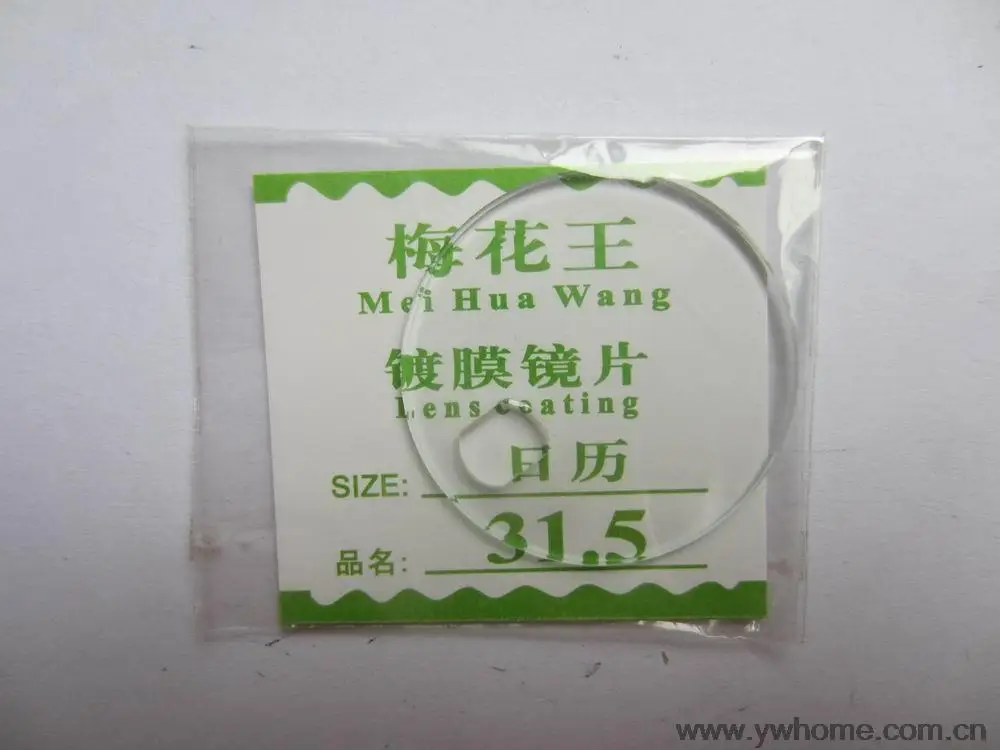 梅花王
Mei Hua Wang
镀膜镜片
Lens coating
SIZE: 日历
品名: 31.5
www.ywhome.com.cn